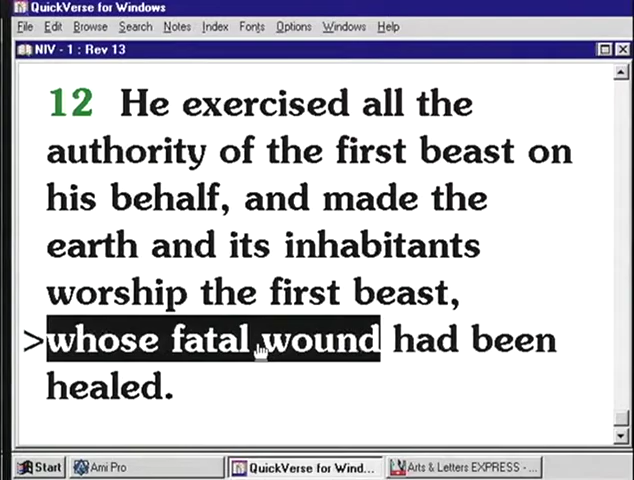 QuickVerse for Windows
File Edit Browse Search Notes Index Fonts Options Windows Help
NIV - 1 : Rev 13
12 He exercised all the
authority of the first beast on
his behalf, and made the
earth and its inhabitants
worship the first beast,
>whose fatal wound had been
healed.
Start Ami Pro QuickVerse for Wind... Arts & Letters EXPRESS - ...